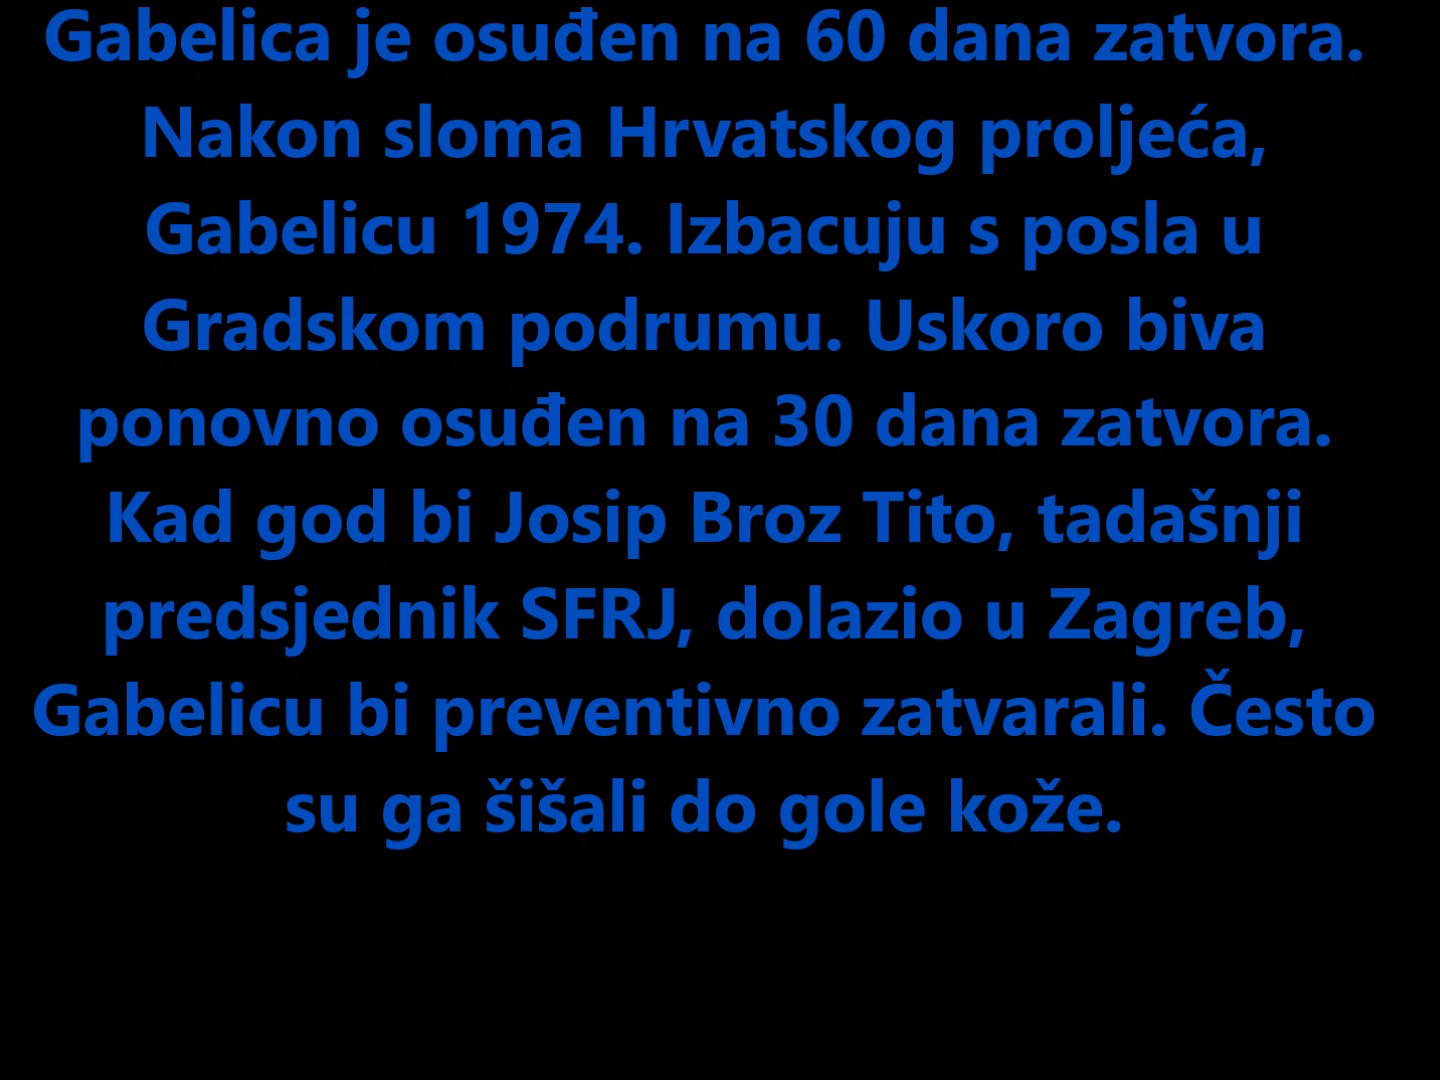 Gabelica je osuđen na 60 dana zatvora.
Nakon sloma Hrvatskog proljeća,
Gabelicu 1974. Izbacuju s posla u
Gradskom podrumu. Uskoro biva
ponovno osuđen na 30 dana zatvora.
Kad god bi Josip Broz Tito, tadašnji
predsjednik SFRJ, dolazio u Zagreb,
Gabelicu bi preventivno zatvarali. Često
su ga šišali do gole kože.